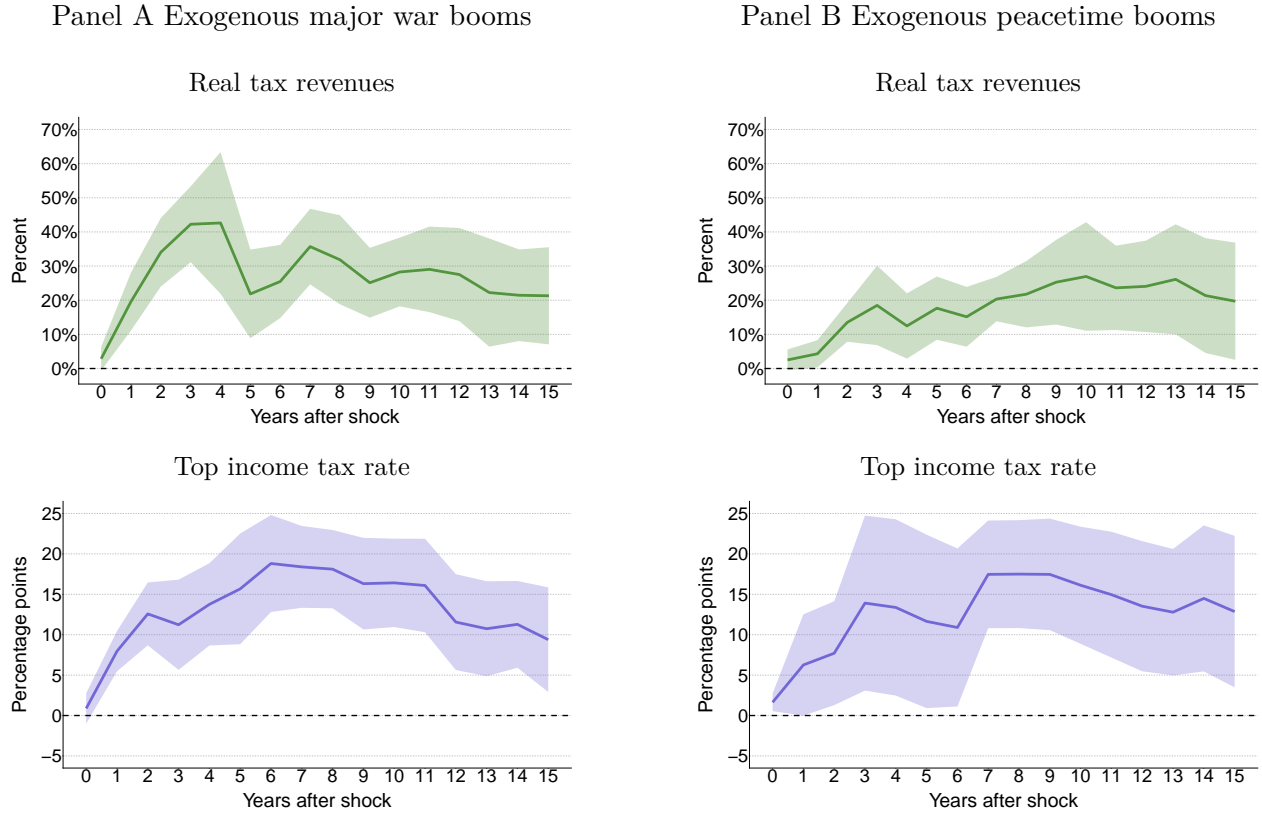 Panel A Exogenous major war booms
Real tax revenues
Percent
70%
60%
50%
40%
30%
20%
10%
0%
0 1 2 3 4 5 6 7 8 9 10 11 12 13 14 15
Years after shock
Top income tax rate
Percentage points
25
20
15
10
5
0
−5
0 1 2 3 4 5 6 7 8 9 10 11 12 13 14 15
Years after shock
Panel B Exogenous peacetime booms
Real tax revenues
Percent
70%
60%
50%
40%
30%
20%
10%
0%
0 1 2 3 4 5 6 7 8 9 10 11 12 13 14 15
Years after shock
Top income tax rate
Percentage points
25
20
15
10
5
0
−5
0 1 2 3 4 5 6 7 8 9 10 11 12 13 14 15
Years after shock